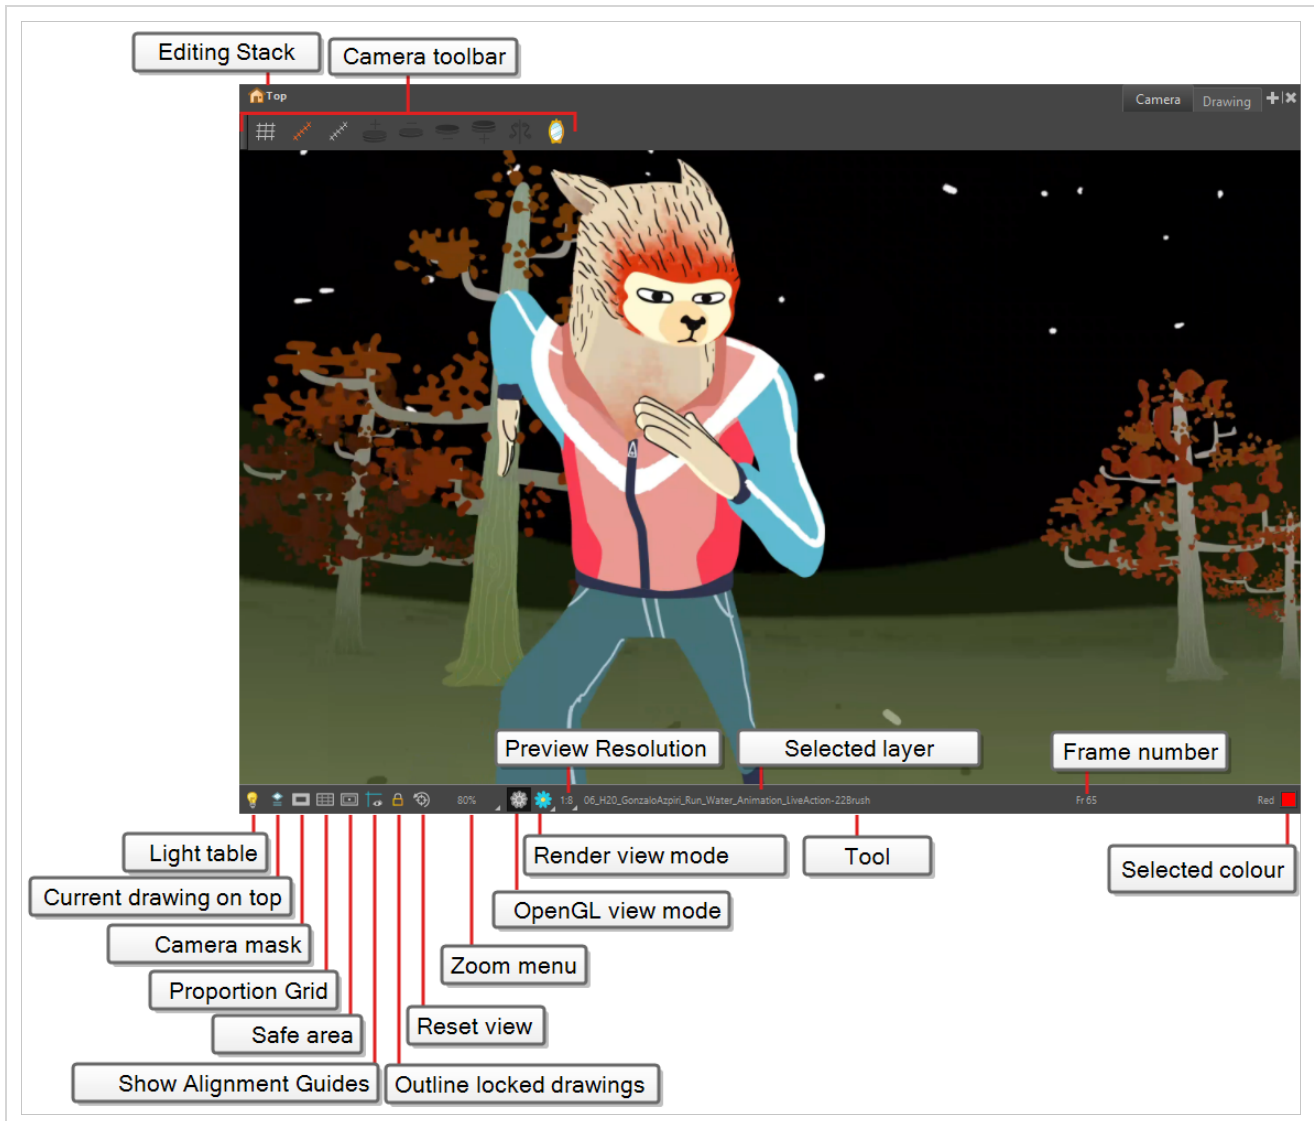 Editing Stack
Camera toolbar
Top
Camera
Drawing
Preview Resolution
Selected layer
Frame number
80%
1:8
06_H20_GonzaloAzpiri_Run_Water_Animation_LiveAction-22Brush
Fr 65
Red
Light table
Render view mode
Tool
Selected colour
Current drawing on top
OpenGL view mode
Camera mask
Zoom menu
Proportion Grid
Safe area
Reset view
Show Alignment Guides
Outline locked drawings